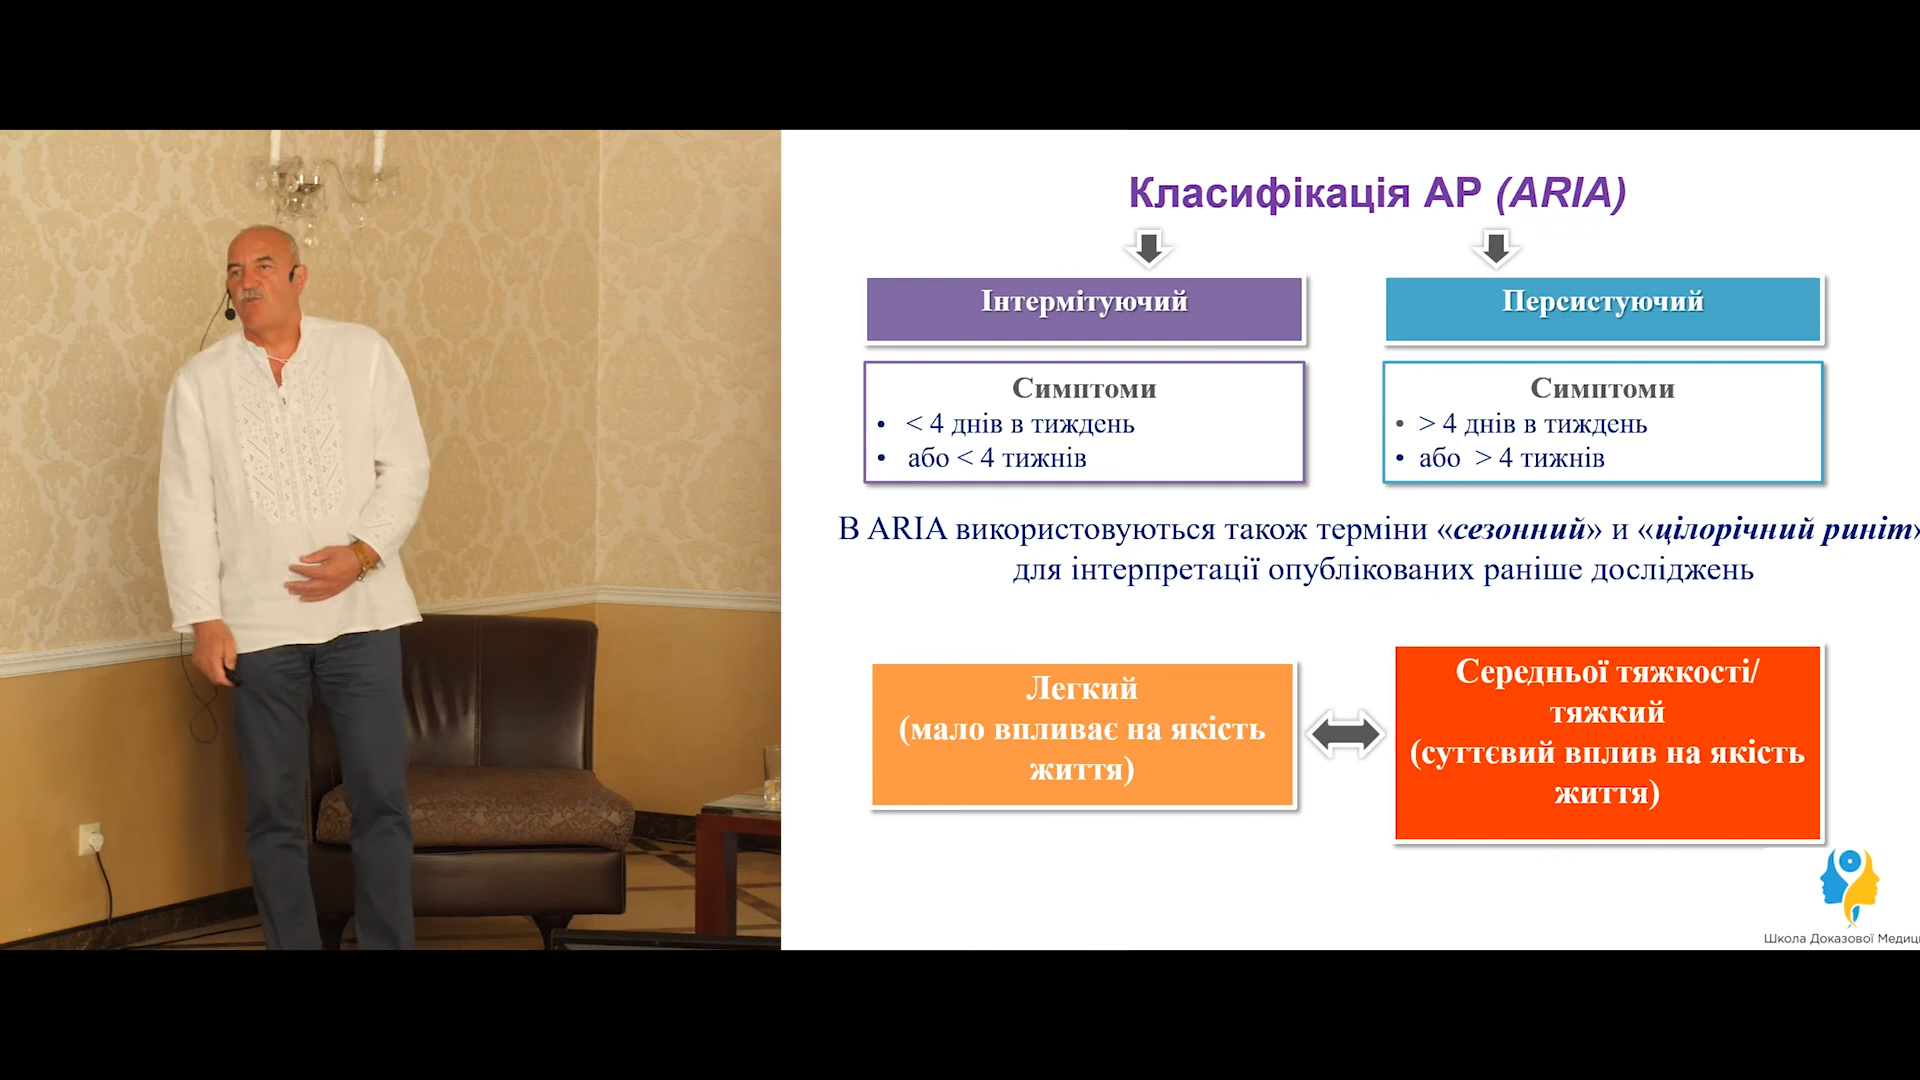 Класифікація АР (ARIA)
Інтермітуючий
Персистуючий
Симптоми
• < 4 днів в тиждень
• або < 4 тижнів
Симптоми
• > 4 днів в тиждень
• або > 4 тижнів
В ARIA використовуються також терміни «сезонний» и «цілорічний риніт»
для інтерпретації опублікованих раніше досліджень
Легкий
(мало впливає на якість
життя)
Середньої тяжкості/
тяжкий
(суттєвий вплив на якість
життя)
Школа Доказової